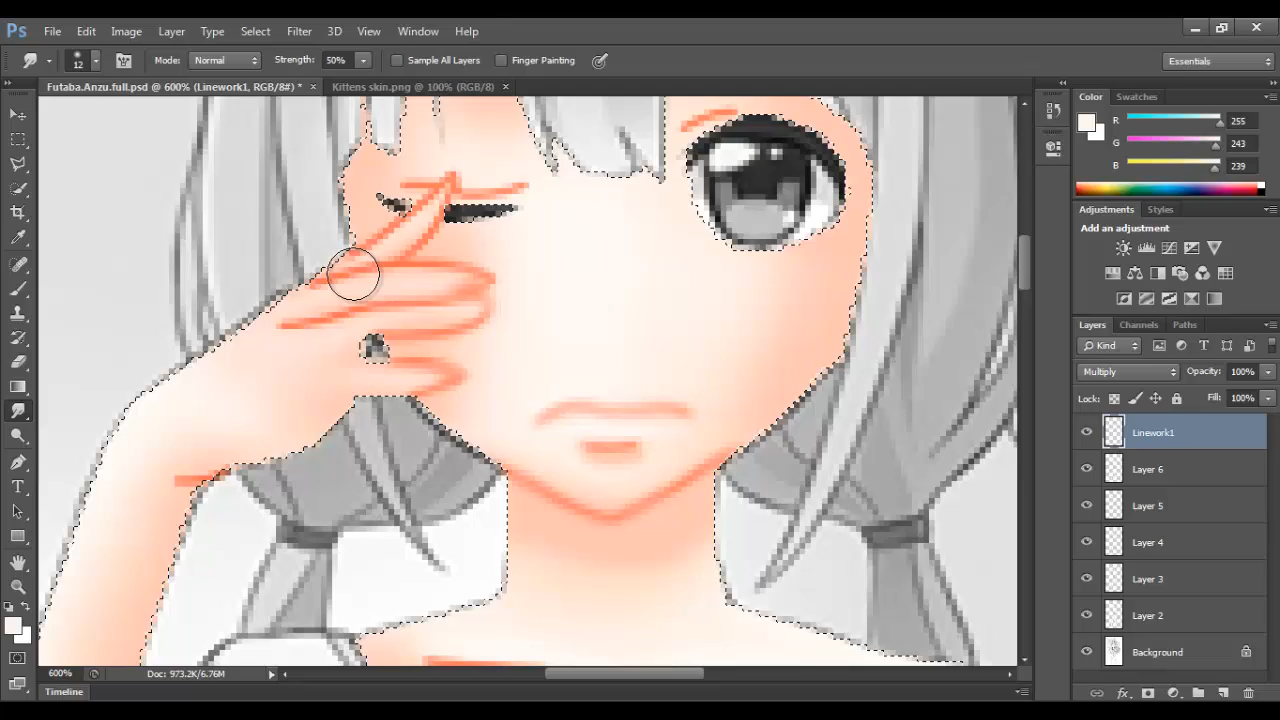 Ps File Edit Image Layer Type Select Filter 3D View Window Help
12 Mode: Normal Strength: 50% Sample All Layers Finger Painting Essentials
Futaba.Anzu.full.psd @ 600% (Linework1, RGB/8#) * × Kittens skin.png @ 100% (RGB/8) ×
Color Swatches
R 255
G 243
B 239
Adjustments Styles
Add an adjustment
Layers Channels Paths
Kind
Multiply Opacity: 100%
Lock: Fill: 100%
Linework1
Layer 6
Layer 5
Layer 4
Layer 3
Layer 2
Background
600% Doc: 973.2K/6.76M
Timeline